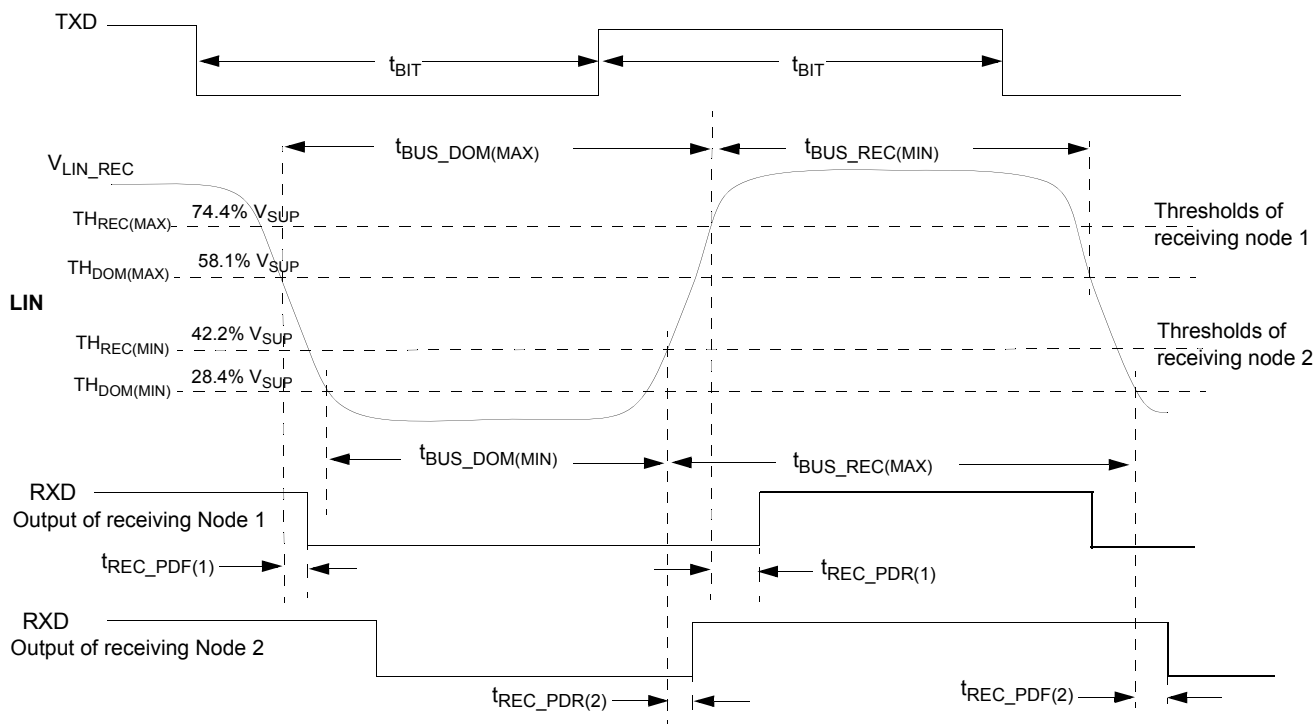 TXD
tBIT
tBIT
tBUS_DOM(MAX)
tBUS_REC(MIN)
VLIN_REC
THREC(MAX)
74.4% VSUP
Thresholds of
receiving node 1
THDOM(MAX)
58.1% VSUP
LIN
THREC(MIN)
42.2% VSUP
Thresholds of
receiving node 2
THDOM(MIN)
28.4% VSUP
tBUS_DOM(MIN)
tBUS_REC(MAX)
RXD
Output of receiving Node 1
tREC_PDF(1)
tREC_PDR(1)
RXD
Output of receiving Node 2
tREC_PDR(2)
tREC_PDF(2)